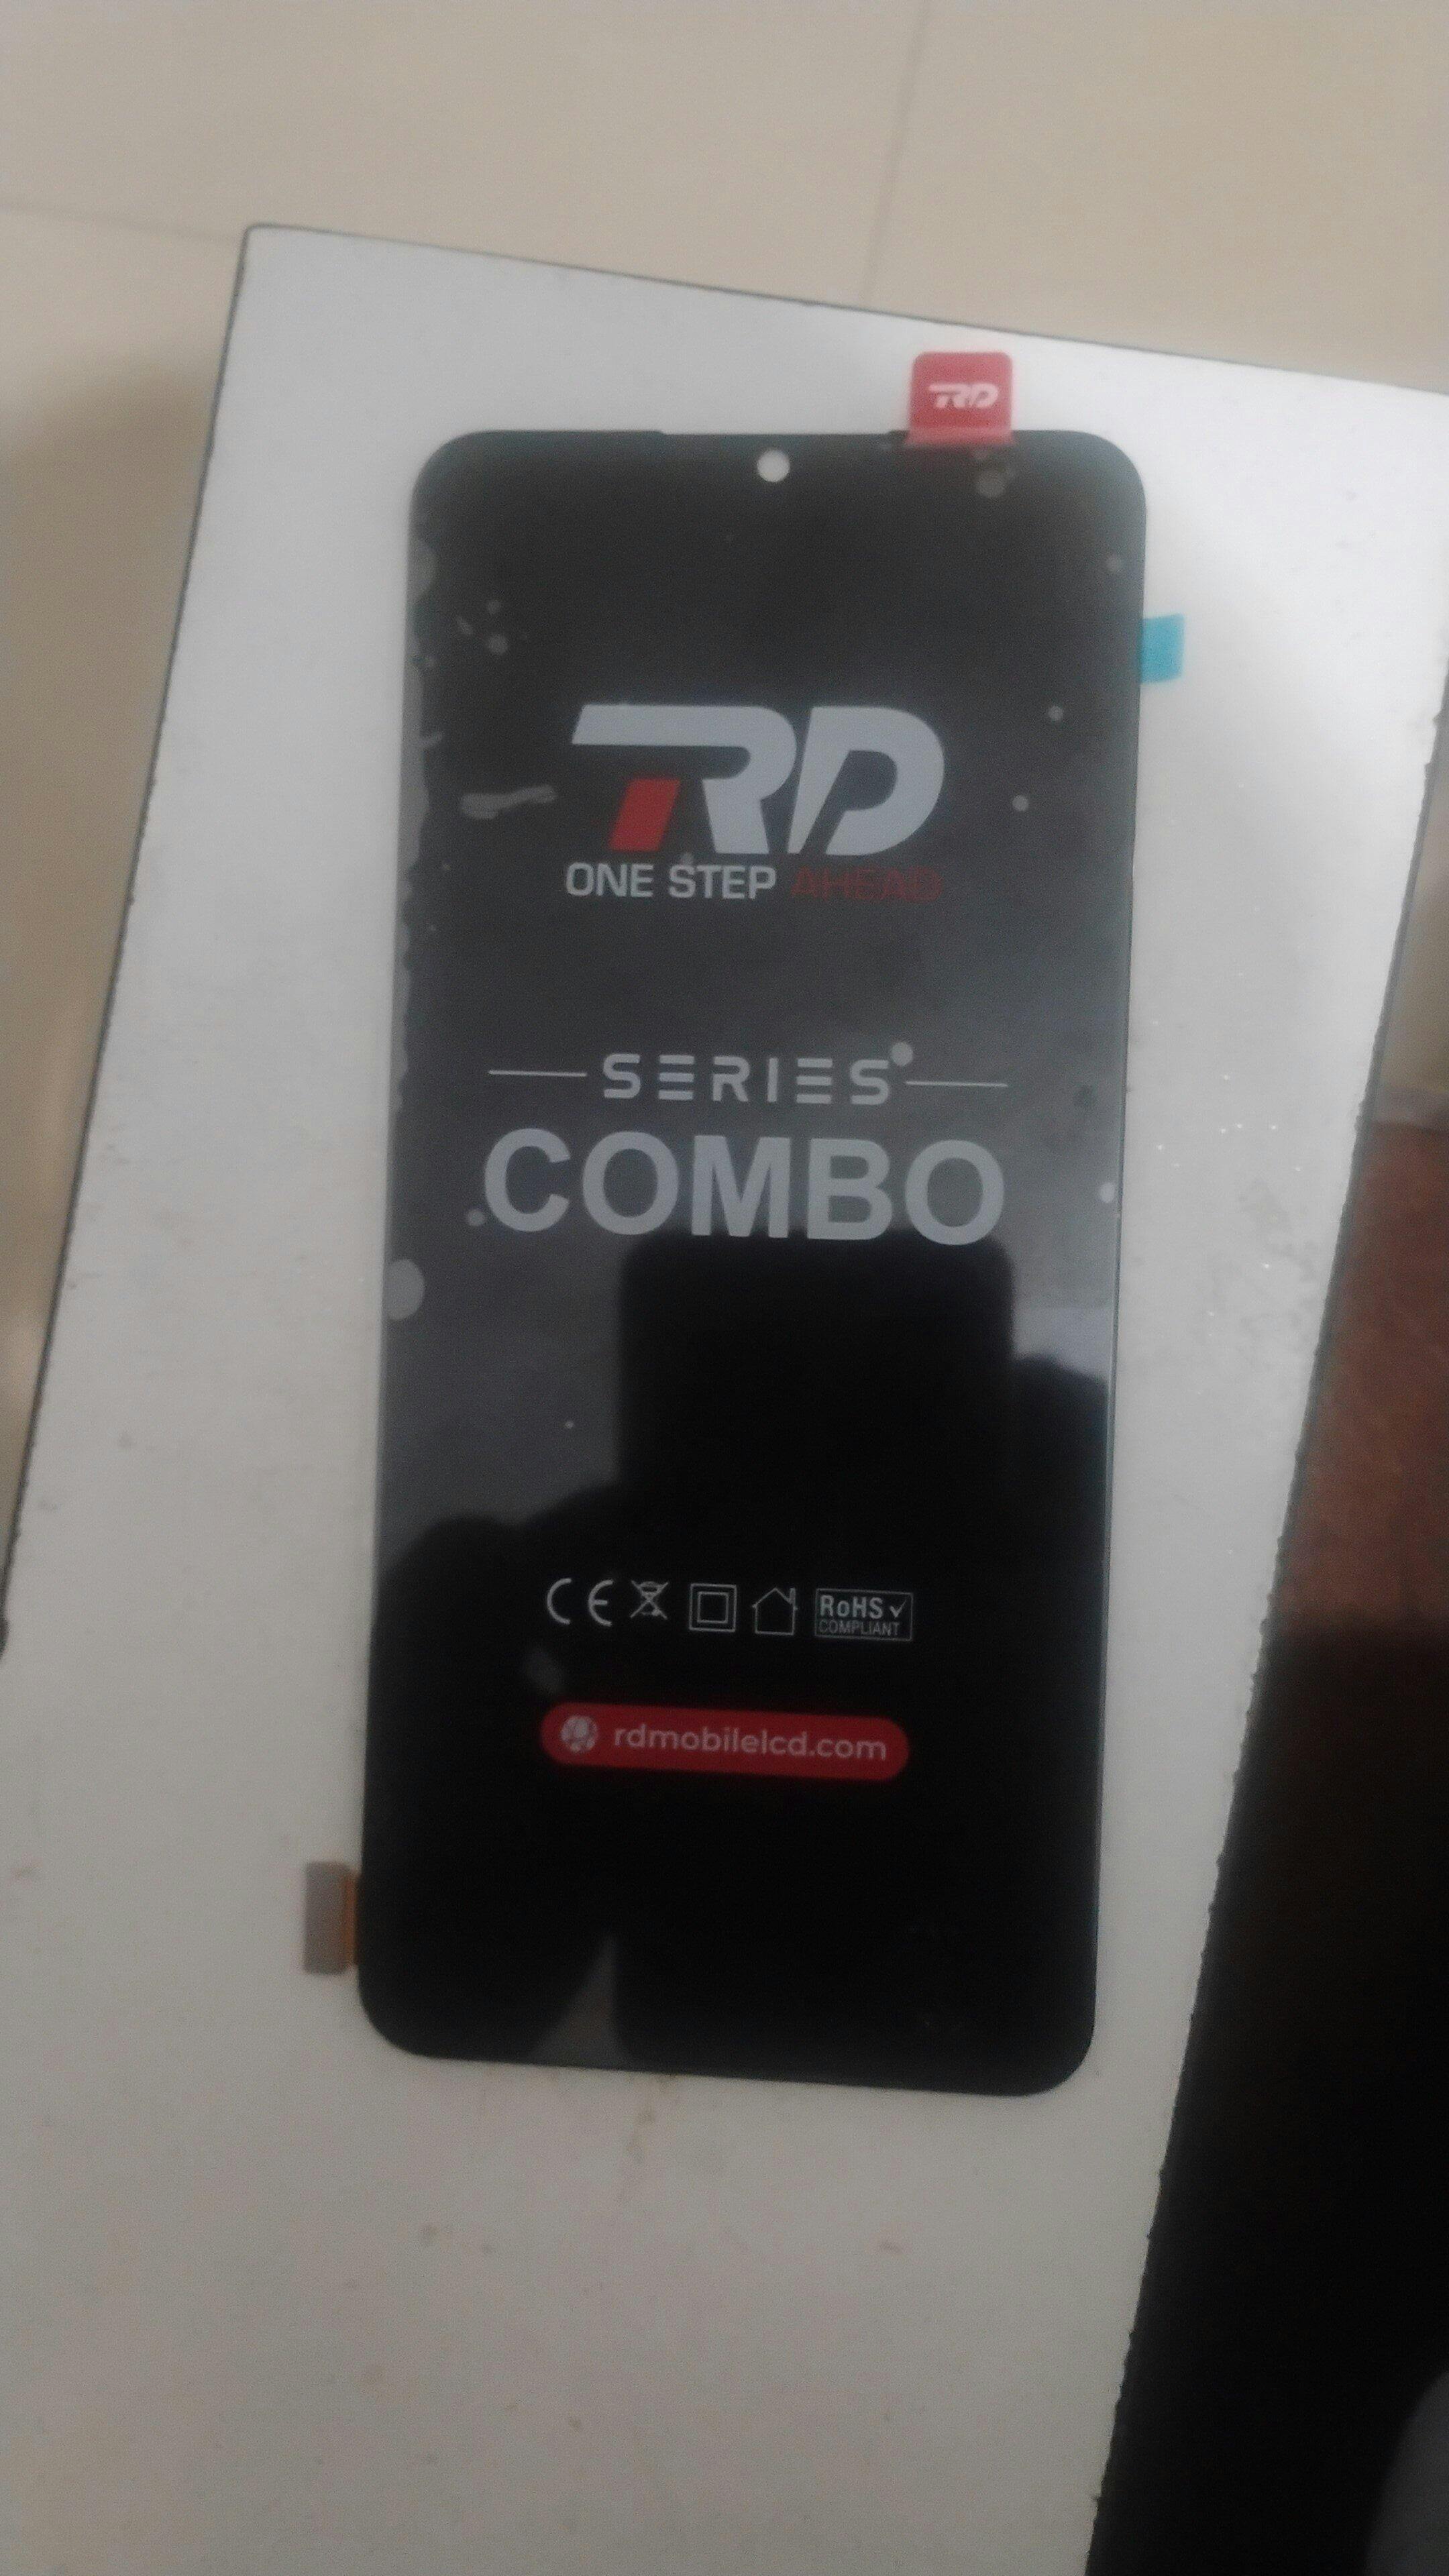 RD
RD
ONE STEP AHEAD
SERIES
COMBO
CE RoHS✓
COMPLIANT
rdmobilelcd.com